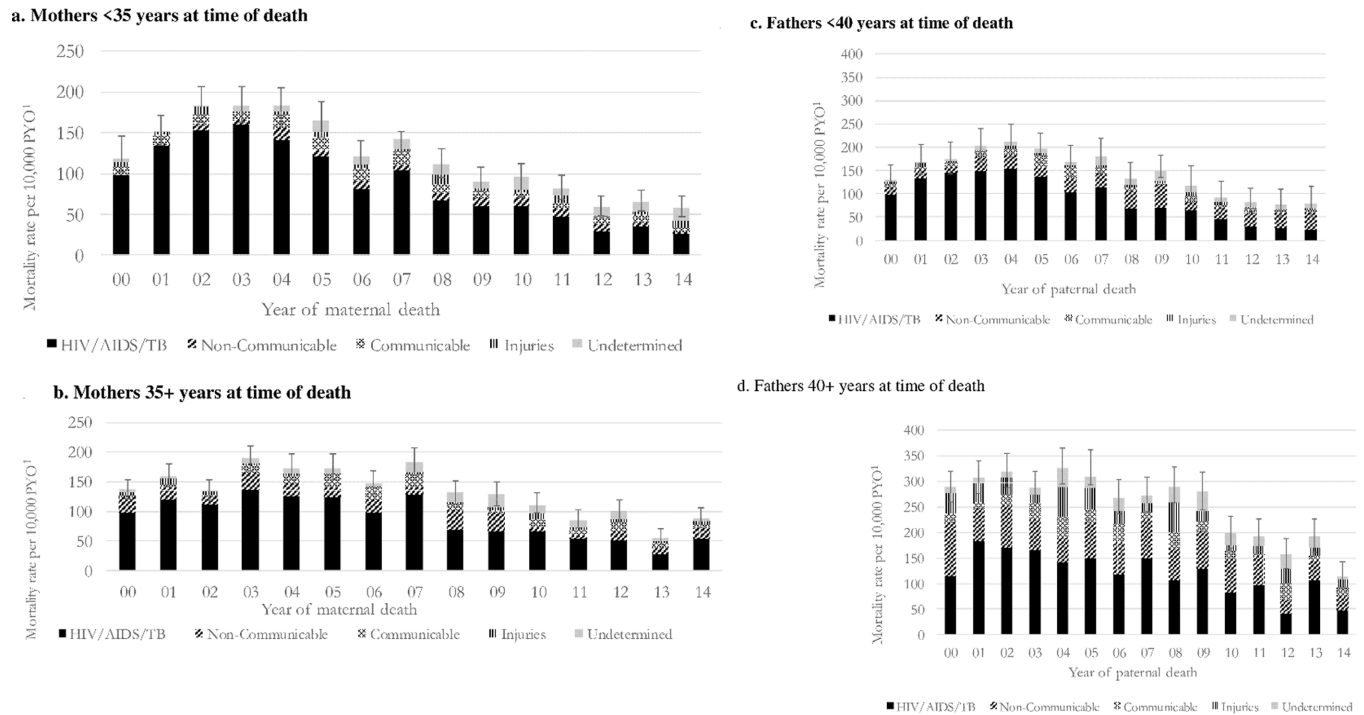 a. Mothers <35 years at time of death
Mortality rate per 10,000 PYO¹
250
200
150
100
50
0
00 01 02 03 04 05 06 07 08 09 10 11 12 13 14
Year of maternal death
HIV/AIDS/TB Non-Communicable Communicable Injuries Undetermined
b. Mothers 35+ years at time of death
Mortality rate per 10,000 PYO¹
250
200
150
100
50
0
00 01 02 03 04 05 06 07 08 09 10 11 12 13 14
Year of maternal death
HIV/AIDS/TB Non-Communicable Communicable Injuries Undetermined
c. Fathers <40 years at time of death
Mortality rate per 10,000 PYO¹
400
350
300
250
200
150
100
50
0
00 01 02 03 04 05 06 07 08 09 10 11 12 13 14
Year of paternal death
HIV/AIDS/TB Non-Communicable Communicable Injuries Undetermined
d. Fathers 40+ years at time of death
Mortality rate per 10,000 PYO¹
400
350
300
250
200
150
100
50
0
00 01 02 03 04 05 06 07 08 09 10 11 12 13 14
Year of paternal death
HIV/AIDS/TB Non-Communicable Communicable Injuries Undetermined